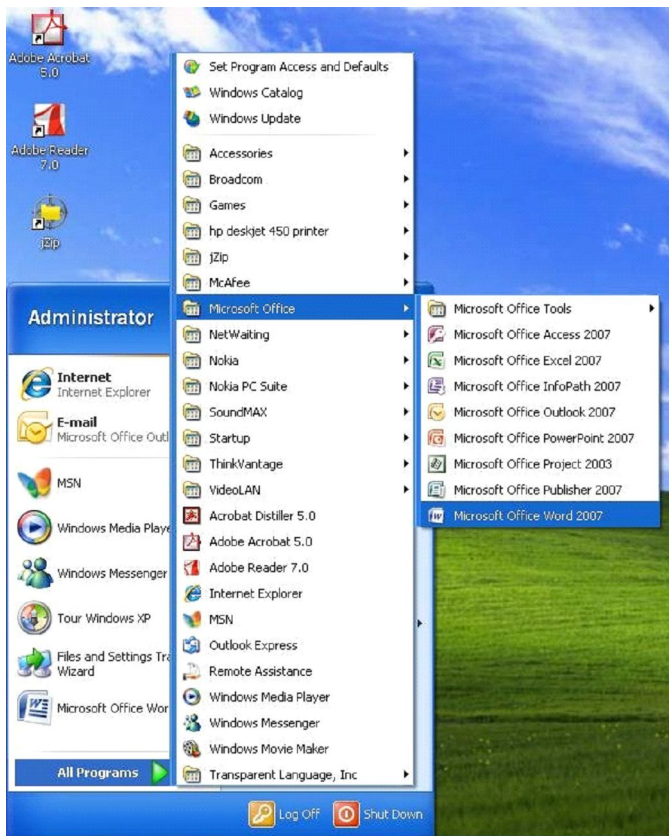 Adobe Acrobat
5.0
Adobe Reader
7.0
jZip
Administrator
Internet
Internet Explorer
E-mail
Microsoft Office Outl
MSN
Windows Media Playe
Windows Messenger
Tour Windows XP
Files and Settings Tra
Wizard
Microsoft Office Wor
All Programs
Set Program Access and Defaults
Windows Catalog
Windows Update
Accessories
Broadcom
Games
hp deskjet 450 printer
jZip
McAfee
Microsoft Office
NetWaiting
Nokia
Nokia PC Suite
SoundMAX
Startup
ThinkVantage
VideoLAN
Acrobat Distiller 5.0
Adobe Acrobat 5.0
Adobe Reader 7.0
Internet Explorer
MSN
Outlook Express
Remote Assistance
Windows Media Player
Windows Messenger
Windows Movie Maker
Transparent Language, Inc
Microsoft Office Tools
Microsoft Office Access 2007
Microsoft Office Excel 2007
Microsoft Office InfoPath 2007
Microsoft Office Outlook 2007
Microsoft Office PowerPoint 2007
Microsoft Office Project 2003
Microsoft Office Publisher 2007
Microsoft Office Word 2007
Log Off
Shut Down